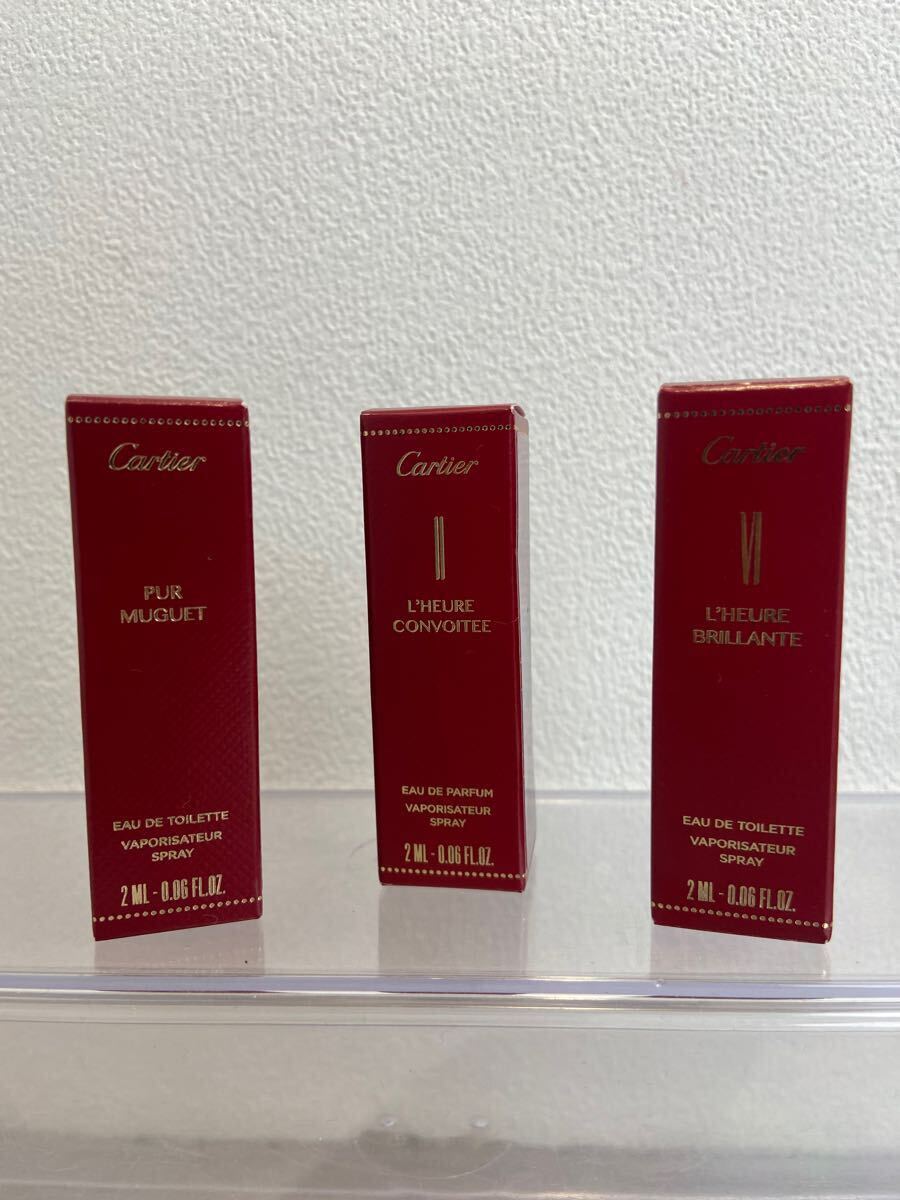 Cartier
PUR
MUGUET
EAU DE TOILETTE
VAPORISATEUR
SPRAY
2 ML - 0.06 FL.OZ.
Cartier
II
L'HEURE
CONVOITEE
EAU DE PARFUM
VAPORISATEUR
SPRAY
2 ML - 0.06 FL.OZ.
Cartier
VI
L'HEURE
BRILLANTE
EAU DE TOILETTE
VAPORISATEUR
SPRAY
2 ML - 0.06 FL.OZ.